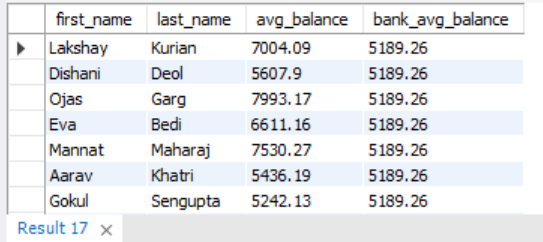 first_name last_name avg_balance bank_avg_balance
Lakshay Kurian 7004.09 5189.26
Dishani Deol 5607.9 5189.26
Ojas Garg 7993.17 5189.26
Eva Bedi 6611.16 5189.26
Mannat Maharaj 7530.27 5189.26
Aarav Khatri 5436.19 5189.26
Gokul Sengupta 5242.13 5189.26
Result 17 ×